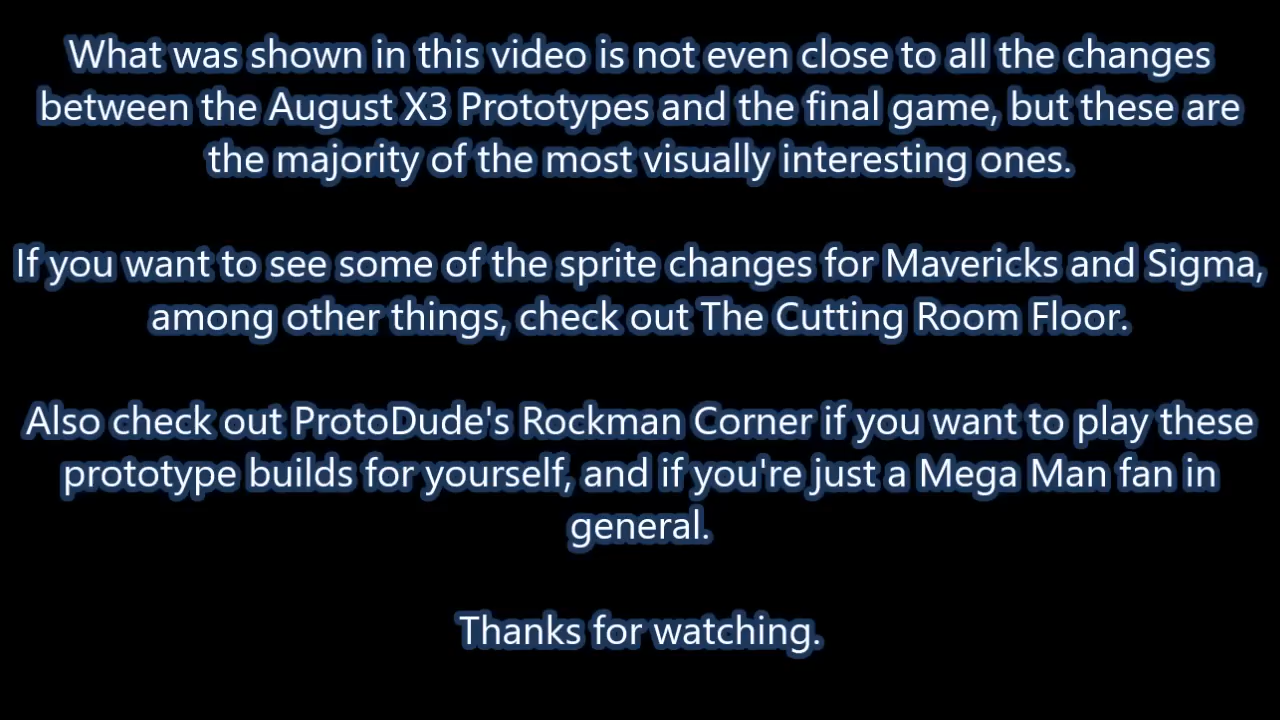 What was shown in this video is not even close to all the changes
between the August X3 Prototypes and the final game, but these are
the majority of the most visually interesting ones.
If you want to see some of the sprite changes for Mavericks and Sigma,
among other things, check out The Cutting Room Floor.
Also check out ProtoDude's Rockman Corner if you want to play these
prototype builds for yourself, and if you're just a Mega Man fan in
general.
Thanks for watching.